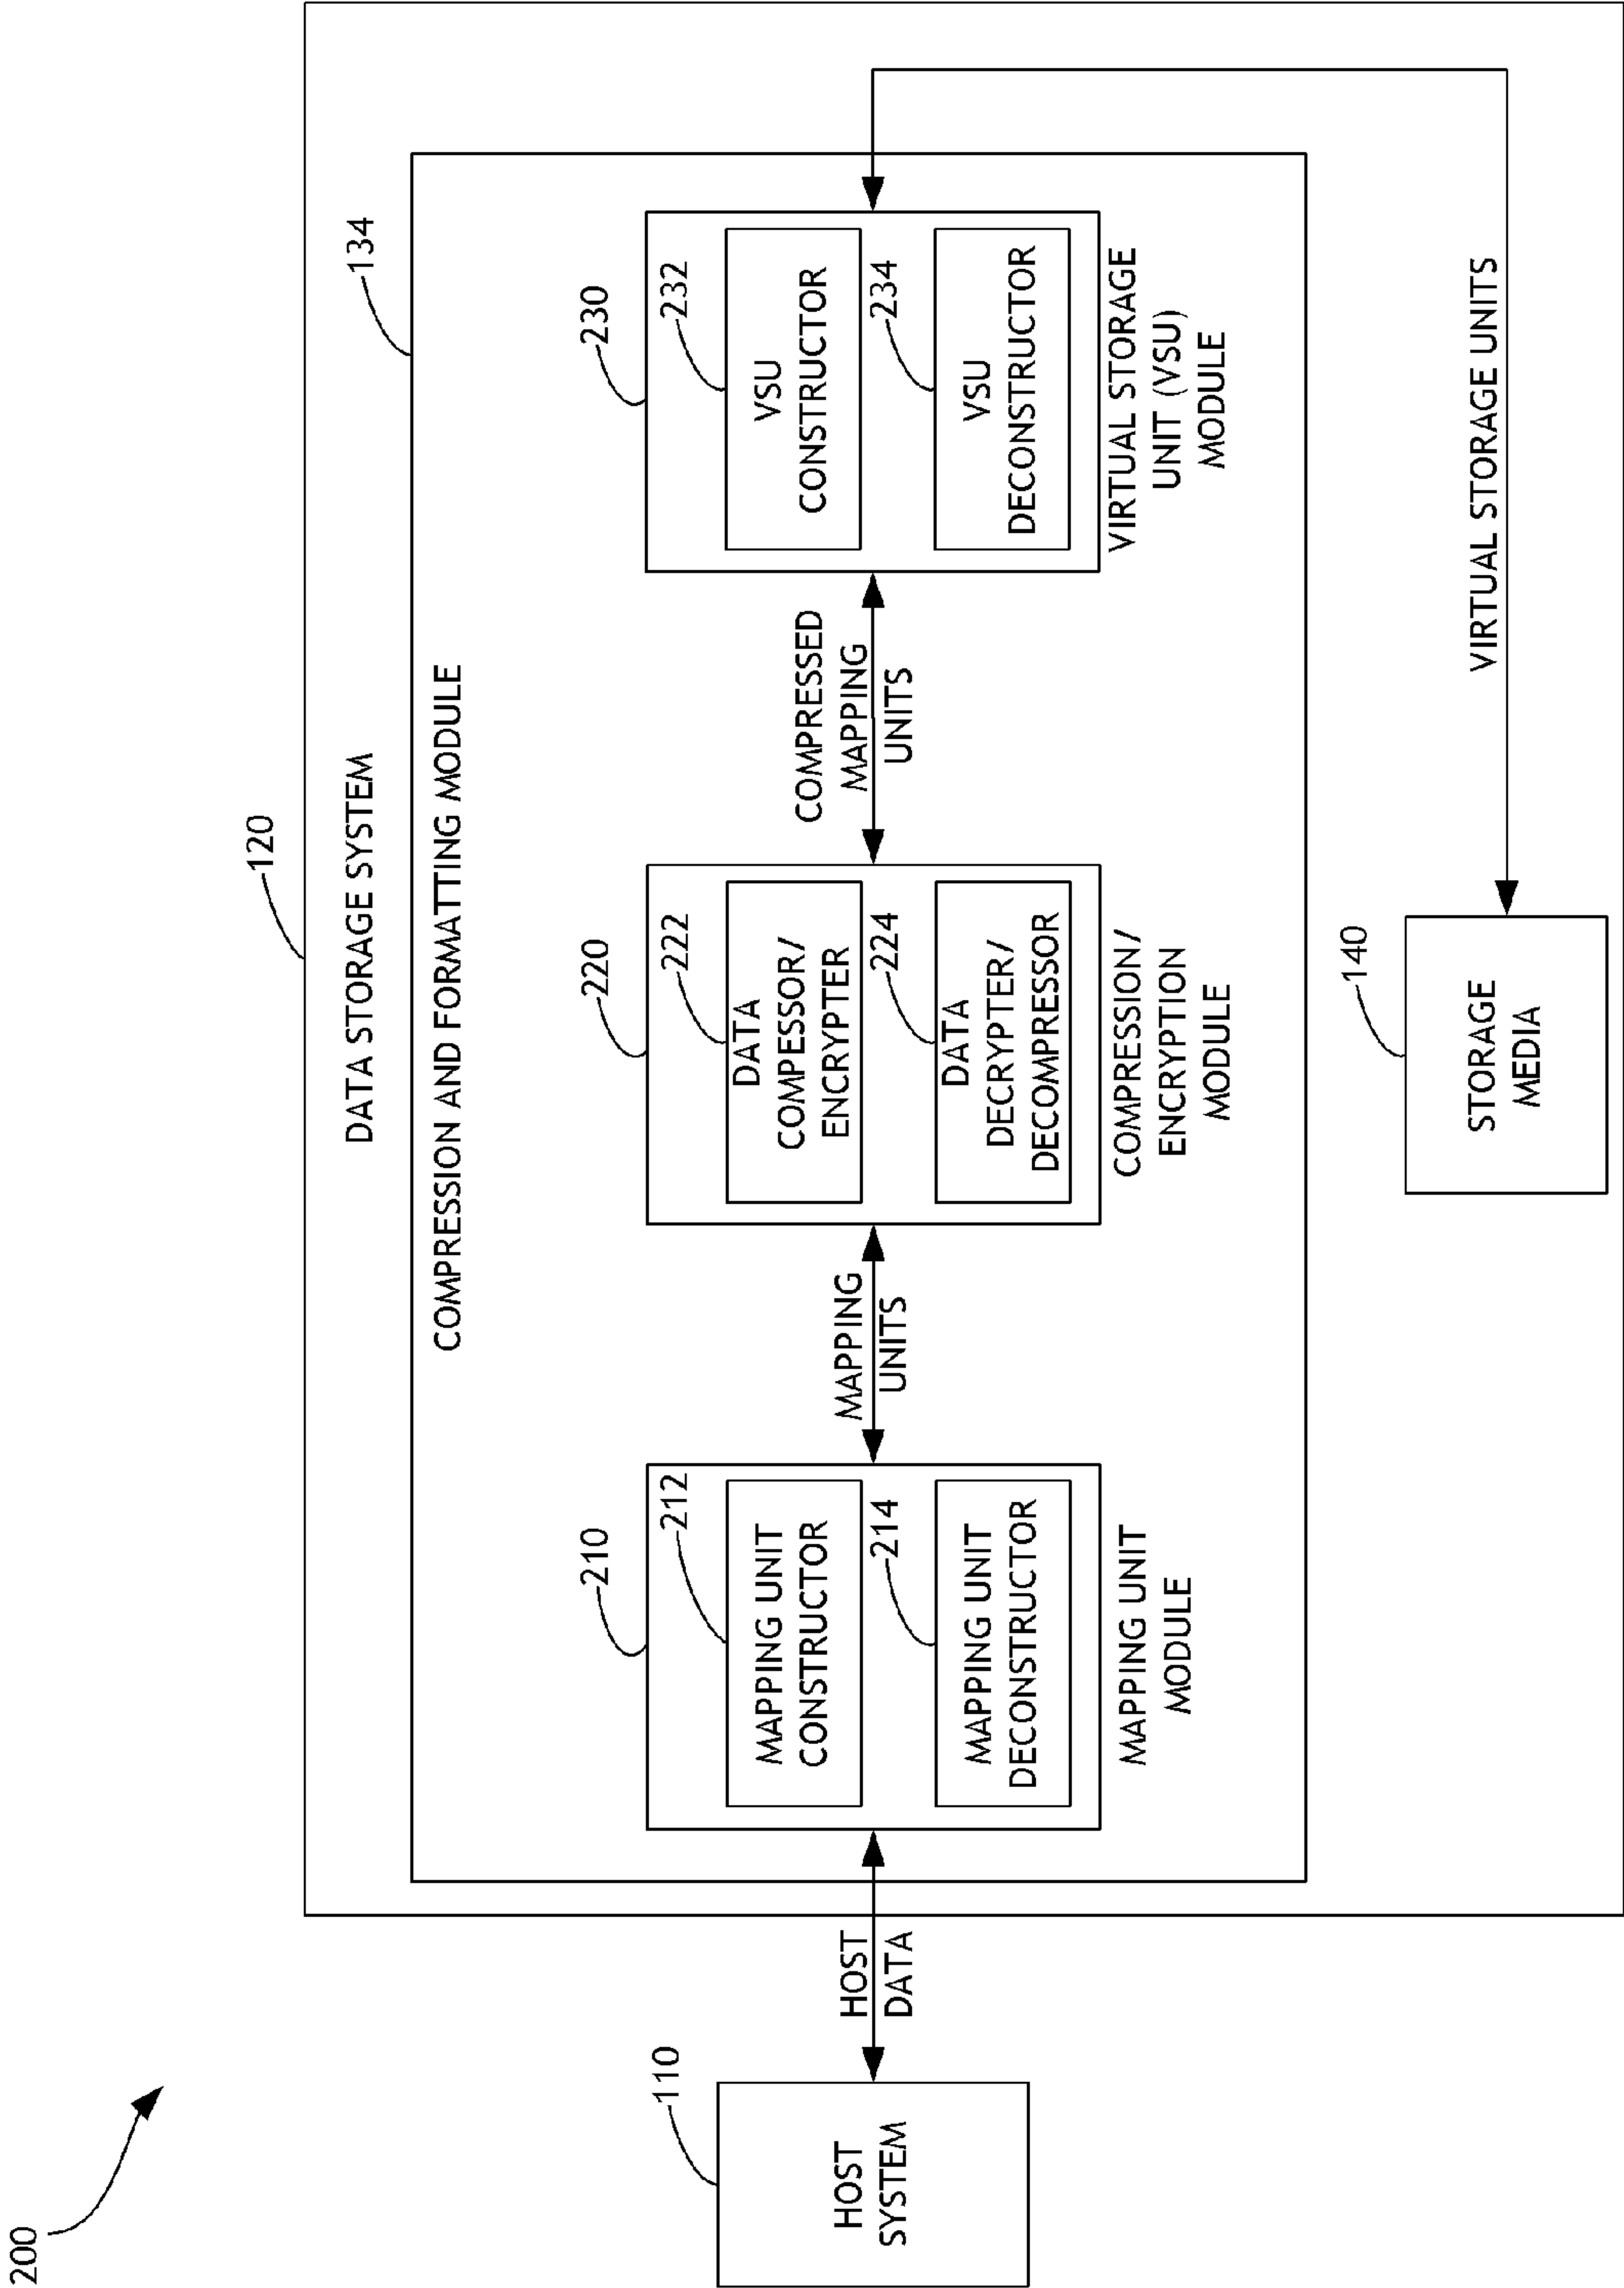 200
120
DATA STORAGE SYSTEM
134
COMPRESSION AND FORMATTING MODULE
110
HOST
SYSTEM
HOST
DATA
210
212
MAPPING UNIT
CONSTRUCTOR
214
MAPPING UNIT
DECONSTRUCTOR
MAPPING UNIT
MODULE
MAPPING
UNITS
220
222
DATA
COMPESSOR/
ENCRYPTER
224
DATA
DECRYPTER/
DECOMPRESSOR
COMPRESSION/
ENCRYPTION
MODULE
COMPRESSED
MAPPING
UNITS
230
232
VSU
CONSTRUCTOR
234
VSU
DECONSTRUCTOR
VIRTUAL STORAGE
UNIT (VSU)
MODULE
140
STORAGE
MEDIA
VIRTUAL STORAGE UNITS